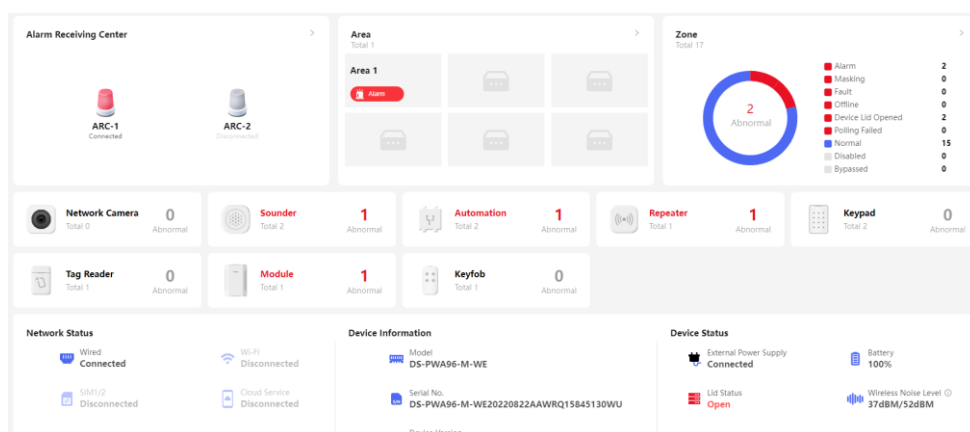 Alarm Receiving Center
ARC-1
Connected
ARC-2
Disconnected
Area
Total 1
Area 1
Alarm
Zone
Total 17
2
Abnormal
Alarm 2
Masking 0
Fault 0
Offline 0
Device Lid Opened 2
Polling Failed 0
Normal 15
Disabled 0
Bypassed 0
Network Camera 0
Total 0 Abnormal
Sounder 1
Total 2 Abnormal
Automation 1
Total 2 Abnormal
Repeater 1
Total 1 Abnormal
Keypad 0
Total 2 Abnormal
Tag Reader 0
Total 1 Abnormal
Module 1
Total 1 Abnormal
Keyfob 0
Total 1 Abnormal
Network Status
Wired
Connected
Wi-Fi
Disconnected
SIM1/2
Disconnected
Cloud Service
Disconnected
Device Information
Model
DS-PWA96-M-WE
Serial No.
DS-PWA96-M-WE20220822AAWRQ15845130WU
Device Version
Device Status
External Power Supply
Connected
Battery
100%
Lid Status
Open
Wireless Noise Level
37dBM/52dBM